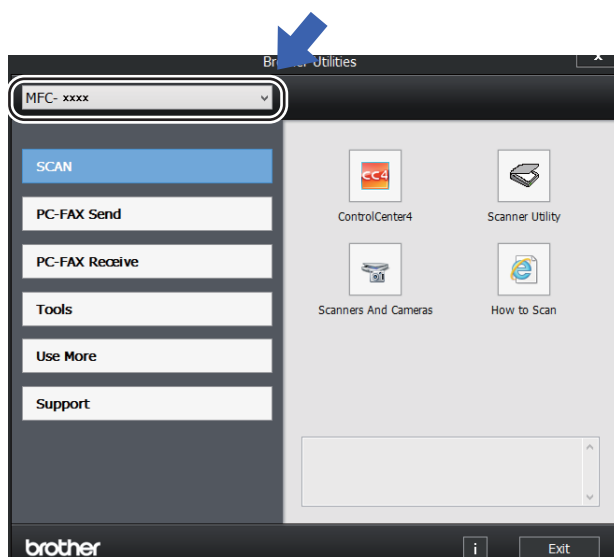 Brother Utilities
X
MFC- xxxx
SCAN
PC-FAX Send
PC-FAX Receive
Tools
Use More
Support
CC4
ControlCenter4
Scanner Utility
Scanners And Cameras
How to Scan
brother
i
Exit